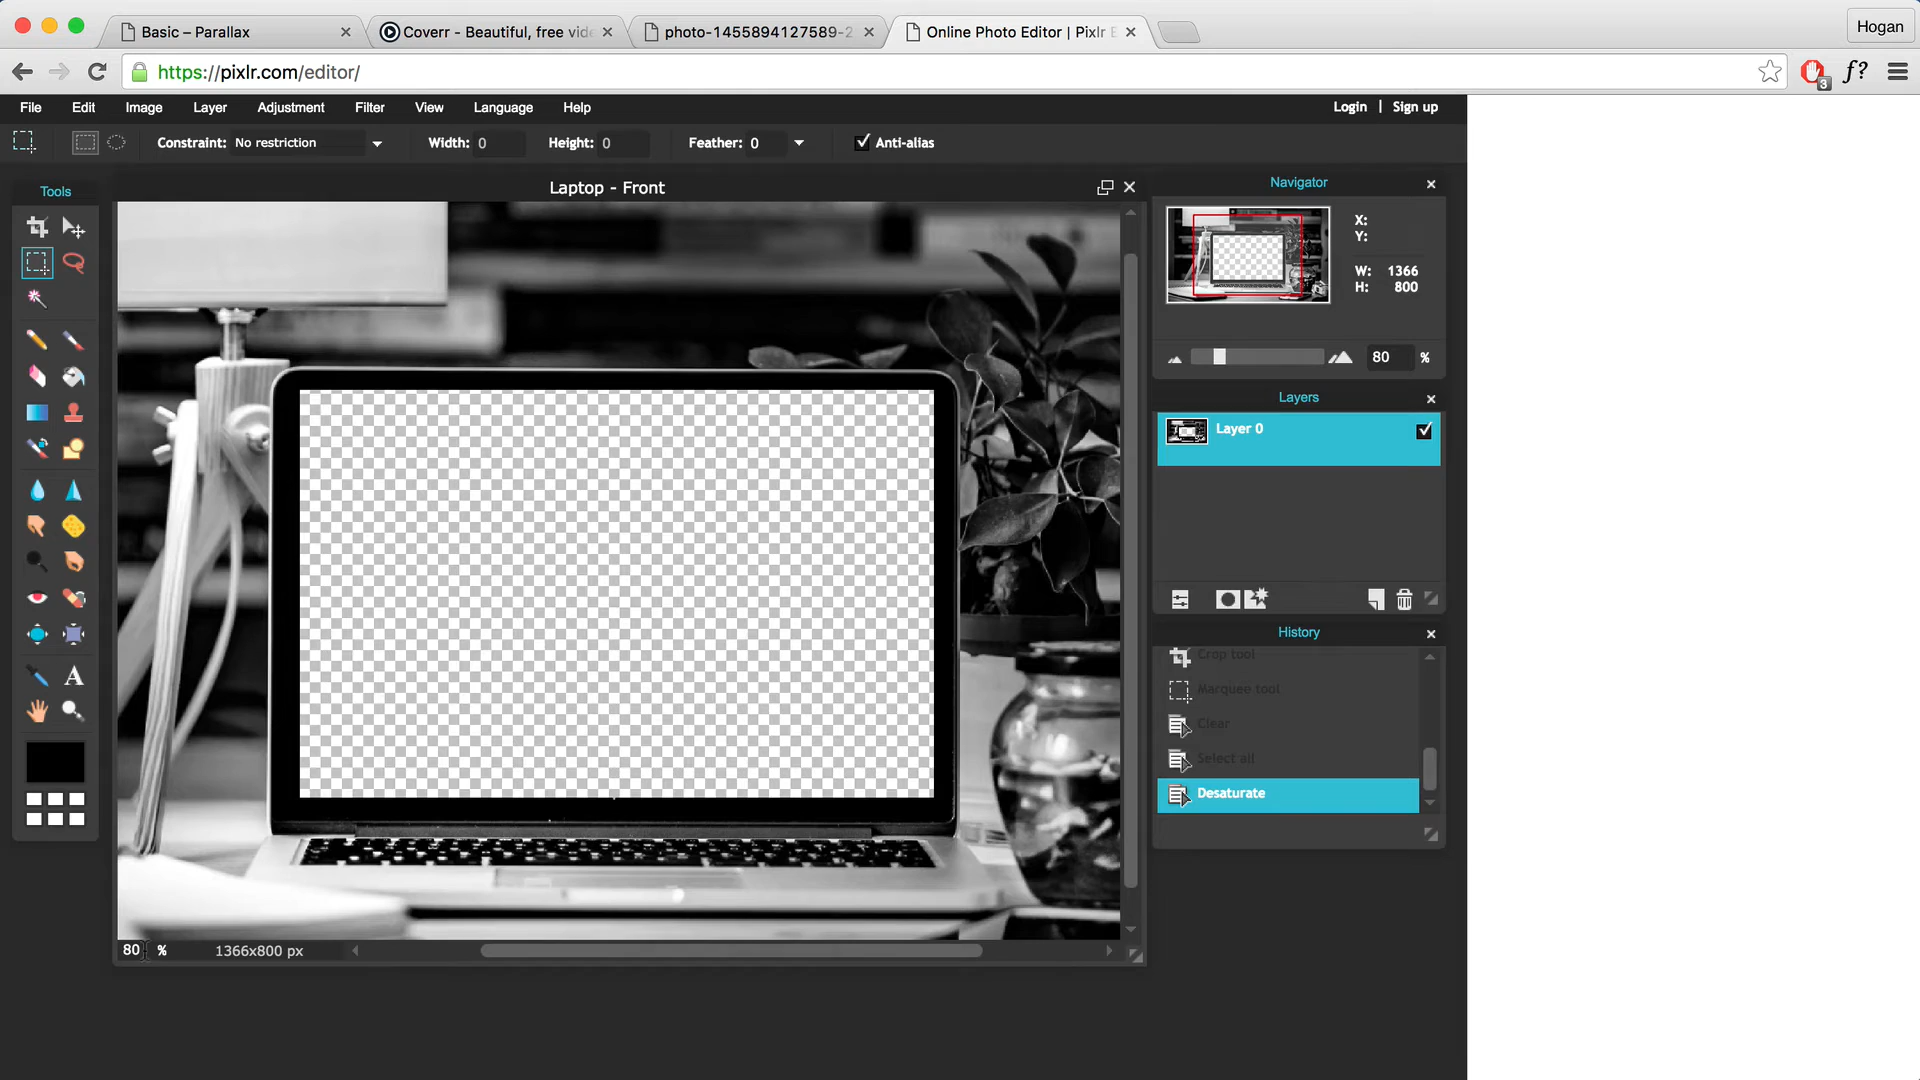 Basic – Parallax
Coverr - Beautiful, free vide
photo-1455894127589-2
Online Photo Editor | Pixlr E
Hogan
https://pixlr.com/editor/
3
f?
File Edit Image Layer Adjustment Filter View Language Help
Login | Sign up
Constraint: No restriction Width: 0 Height: 0 Feather: 0 Anti-alias
Tools
Laptop - Front
Navigator
X:
Y:
W: 1366
H: 800
80 %
Layers
Layer 0
History
Crop tool
Marquee tool
Clear
Select all
Desaturate
A
80 % 1366x800 px